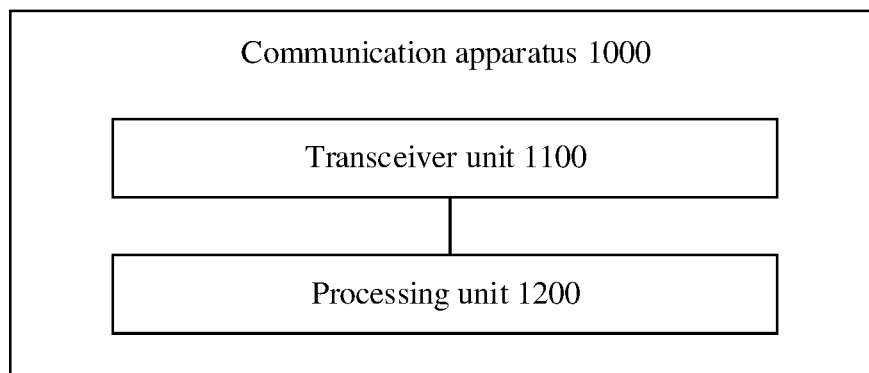 Communication apparatus 1000
Transceiver unit 1100
Processing unit 1200